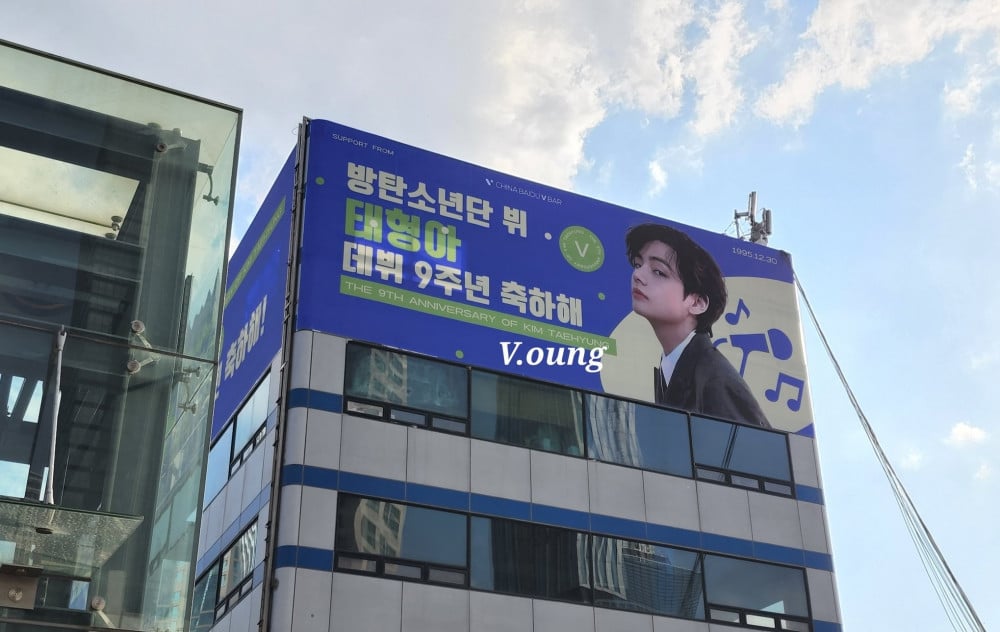 SUPPORT FROM
CHINA BAIDU V BAR
방탄소년단 뷔
태형아
데뷔 9주년 축하해
THE 9TH ANNIVERSARY OF KIM TAEHYUNG
V
1995.12.30
축하해!
V.oung